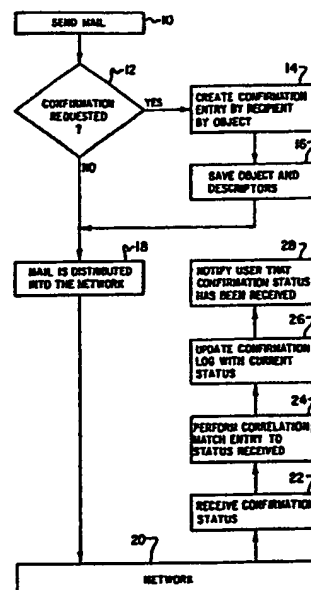 SEND MAIL
10
12
CONFIRMATION
REQUESTED
?
YES
NO
14
CREATE CONFIRMATION
ENTRY BY RECIPIENT
BY OBJECT
16
SAVE OBJECT AND
DESCRIPTORS
18
MAIL IS DISTRIBUTED
INTO THE NETWORK
28
NOTIFY USER THAT
CONFIRMATION STATUS
HAS BEEN RECEIVED
26
UPDATE CONFIRMATION
LOG WITH CURRENT
STATUS
24
PERFORM CORRELATION,
MATCH ENTRY TO
STATUS RECEIVED
22
RECEIVE CONFIRMATION
STATUS
20
NETWORK